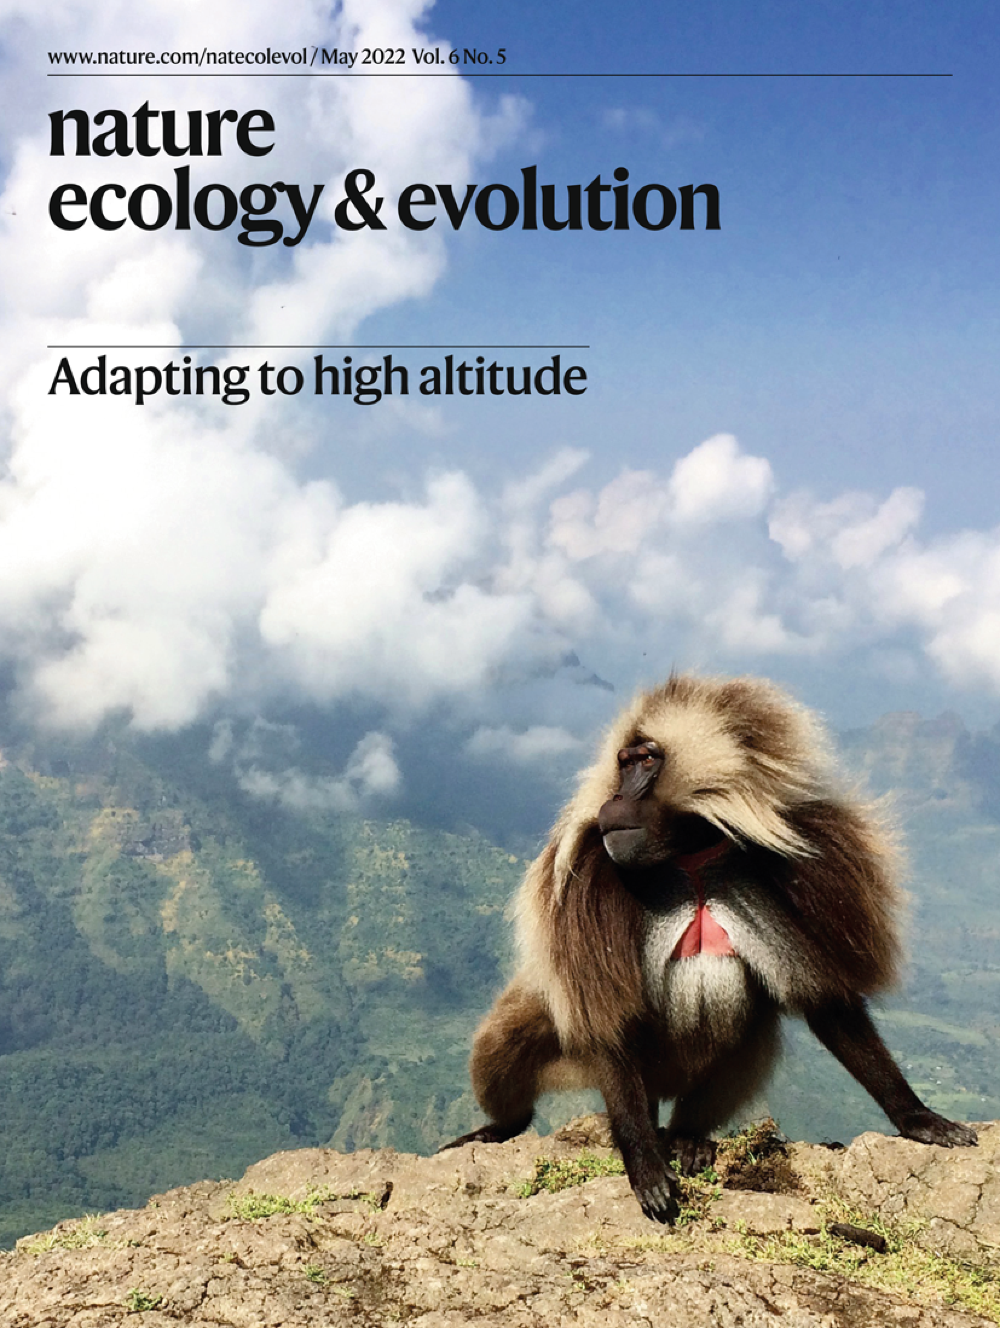 www.nature.com/natecolevol / May 2022 Vol. 6 No. 5
nature
ecology & evolution
Adapting to high altitude